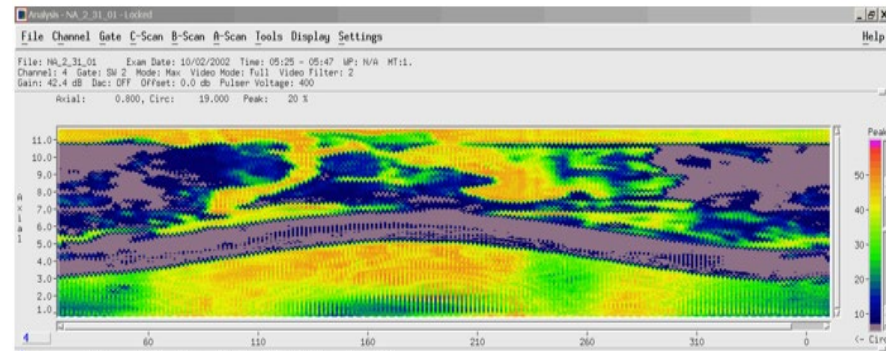 Analysis - NA_2_31_01 - Locked
File Channel Gate C-Scan B-Scan A-Scan Tools Display Settings Help
File: NA_2_31_01 Exam Date: 10/02/2002 Time: 05:25 - 05:47 WP: N/A MT:1.
Channel: 4 Gate: SW 2 Mode: Max Video Mode: Full Video Filter: 2
Gain: 42.4 dB Dac: OFF Offset: 0.0 db Pulser Voltage: 400
Axial: 0.800, Circ: 19.000 Peak: 20 %
Peak
11.0
10.0
9.0
8.0
7.0
6.0
5.0
4.0
3.0
2.0
1.0
Axial
50
40
30
20
10
4
60 110 160 210 260 310 0
(- Circ